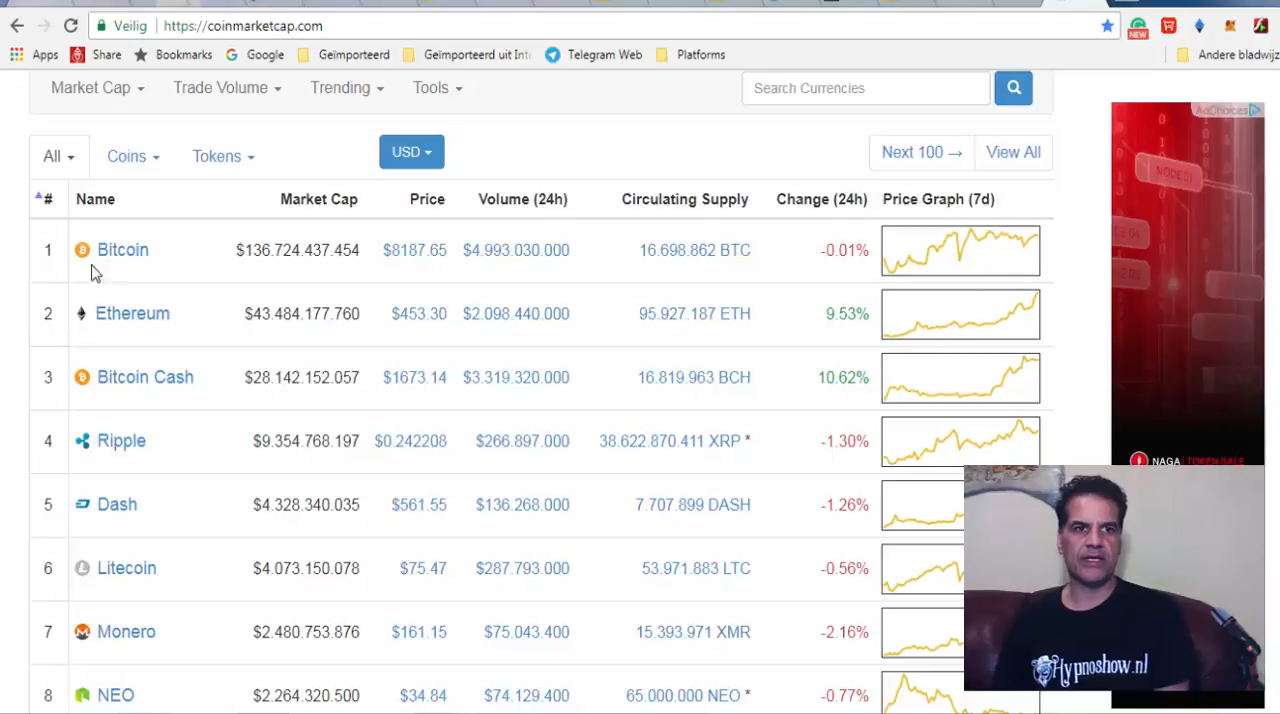 Veilig https://coinmarketcap.com
NEW
Apps Share Bookmarks Google Geïmporteerd Geïmporteerd uit Inte Telegram Web Platforms Andere bladwijz
Market Cap Trade Volume Trending Tools Search Currencies
AdChoices
All Coins Tokens USD Next 100 → View All
# Name Market Cap Price Volume (24h) Circulating Supply Change (24h) Price Graph (7d)
1 Bitcoin $136.724.437.454 $8187.65 $4.993.030.000 16.698.862 BTC -0.01%
2 Ethereum $43.484.177.760 $453.30 $2.098.440.000 95.927.187 ETH 9.53%
3 Bitcoin Cash $28.142.152.057 $1673.14 $3.319.320.000 16.819.963 BCH 10.62%
4 Ripple $9.354.768.197 $0.242208 $266.897.000 38.622.870.411 XRP * -1.30%
NAGA | TOKEN SALE
5 Dash $4.328.340.035 $561.55 $136.268.000 7.707.899 DASH -1.26%
6 Litecoin $4.073.150.078 $75.47 $287.793.000 53.971.883 LTC -0.56%
7 Monero $2.480.753.876 $161.15 $75.043.400 15.393.971 XMR -2.16%
Hypnoshow.nl
8 NEO $2.264.320.500 $34.84 $74.129.400 65.000.000 NEO * -0.77%